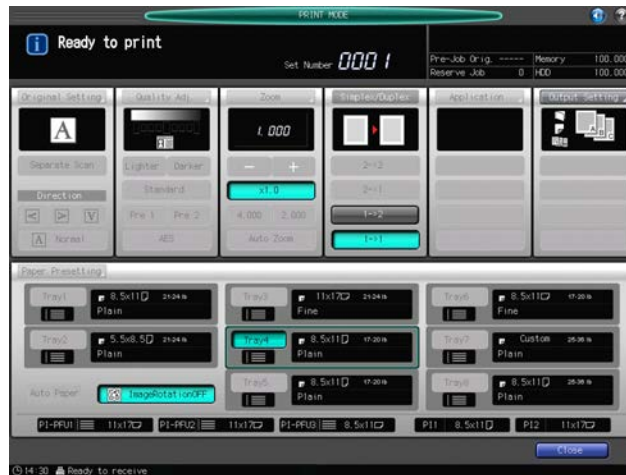 PRINT MODE
Ready to print
Set Number 0001
Pre-Job Orig. -----
Memory 100.000
Reserve Job 0
HDD 100.000
Original Setting
Quality Adj.
Zoom
Simplex/Duplex
Application
Output Setting
A
1.000
Separate Scan
Lighter
Darker
- +
2->2
Direction
Standard
x1.0
2->1
Pre 1
Pre 2
4.000
2.000
1->2
A Normal
AES
Auto Zoom
1->1
Paper Presetting
Tray1 8.5x11
Plain
Tray3 11x17
Fine
Tray6 8.5x11
Fine
Tray2 5.5x8.5
Plain
Tray4 8.5x11
Plain
Tray7 Custom
Plain
Auto Paper
ImageRotationOFF
Tray5 8.5x11
Plain
Tray8 8.5x11
Plain
PI-PFU1 11x17
PI-PFU2 11x17
PI-PFU3 8.5x11
PI1 8.5x11
PI2 11x17
Close
14:30 Ready to receive